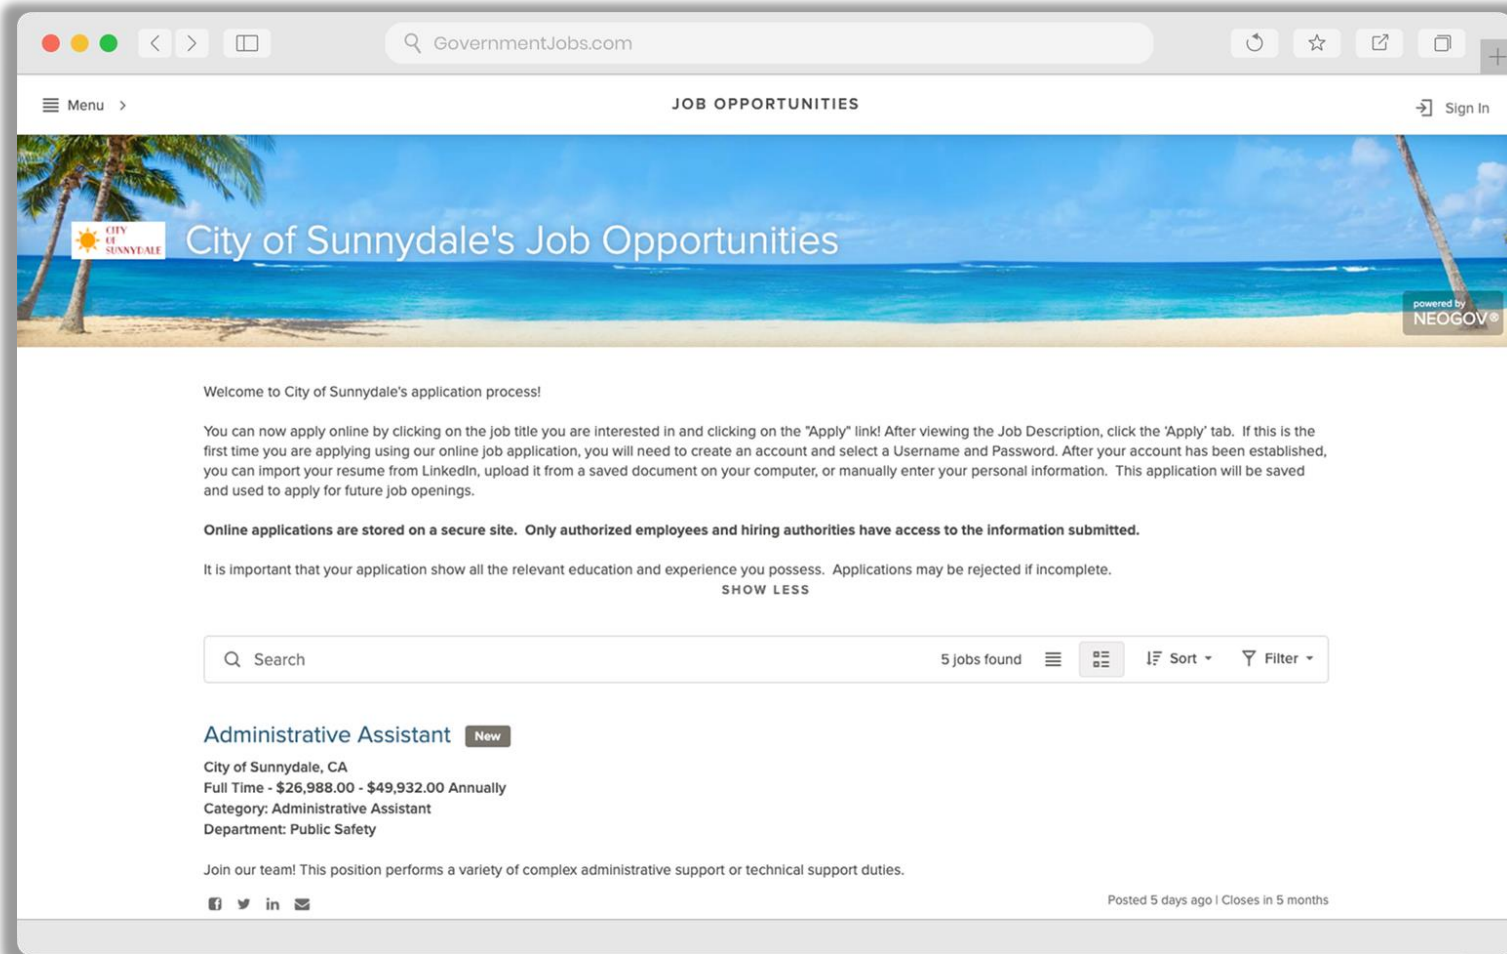 GovernmentJobs.com
Menu
JOB OPPORTUNITIES
Sign In
CITY
OF
SUNNYDALE
City of Sunnydale's Job Opportunities
powered by
NEOGOV®
Welcome to City of Sunnydale's application process!
You can now apply online by clicking on the job title you are interested in and clicking on the "Apply" link! After viewing the Job Description, click the 'Apply' tab.  If this is the
first time you are applying using our online job application, you will need to create an account and select a Username and Password. After your account has been established,
you can import your resume from LinkedIn, upload it from a saved document on your computer, or manually enter your personal information.  This application will be saved
and used to apply for future job openings.
Online applications are stored on a secure site.  Only authorized employees and hiring authorities have access to the information submitted.
It is important that your application show all the relevant education and experience you possess.  Applications may be rejected if incomplete.
SHOW LESS
Search
5 jobs found
Sort
Filter
Administrative Assistant New
City of Sunnydale, CA
Full Time - $26,988.00 - $49,932.00 Annually
Category: Administrative Assistant
Department: Public Safety
Join our team! This position performs a variety of complex administrative support or technical support duties.
Posted 5 days ago | Closes in 5 months